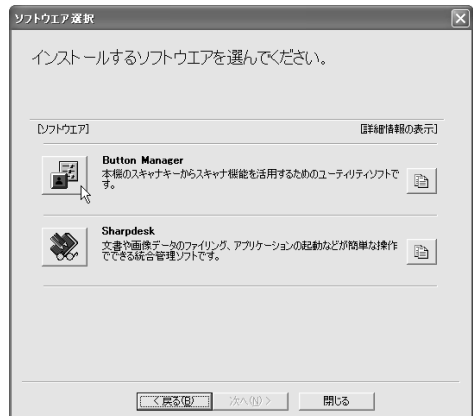 ソフトウエア選択
インストールするソフトウエアを選んでください。
[ソフトウエア]
[詳細情報の表示]
Button Manager
本機のスキャナキーからスキャナ機能を活用するためのユーティリティソフトで
す。
Sharpdesk
文書や画像データのファイリング、アプリケーションの起動などが簡単な操作
でできる統合管理ソフトです。
< 戻る(B)
次へ(N) >
閉じる